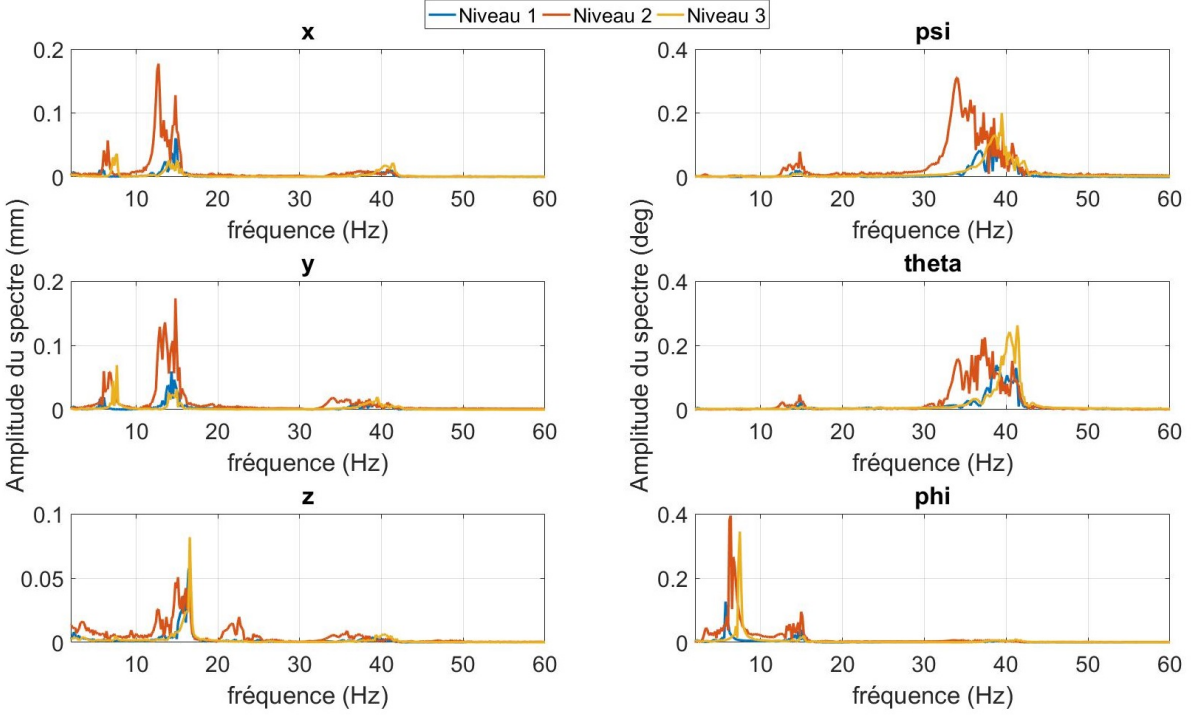 Niveau 1 Niveau 2 Niveau 3
x
0.2
0.1
0
10 20 30 40 50 60
fréquence (Hz)
psi
0.4
0.2
0
10 20 30 40 50 60
fréquence (Hz)
Amplitude du spectre (mm)
y
0.2
0.1
0
10 20 30 40 50 60
fréquence (Hz)
Amplitude du spectre (deg)
theta
0.4
0.2
0
10 20 30 40 50 60
fréquence (Hz)
z
0.1
0.05
0
10 20 30 40 50 60
fréquence (Hz)
phi
0.4
0.2
0
10 20 30 40 50 60
fréquence (Hz)